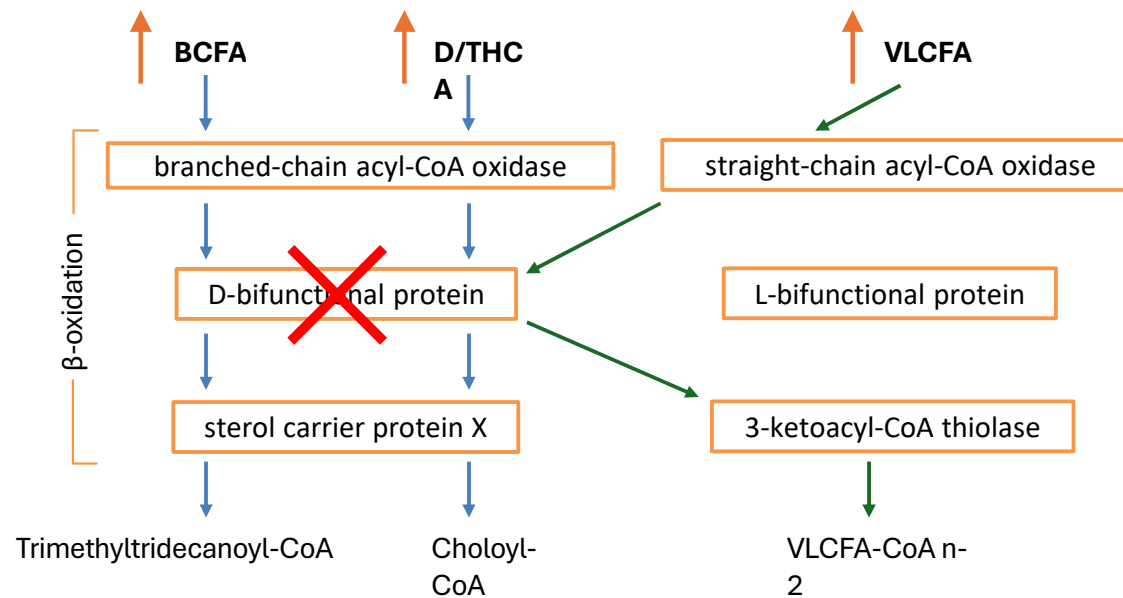 BCFA
D/THC
A
VLCFA
branched-chain acyl-CoA oxidase
straight-chain acyl-CoA oxidase
β-oxidation
D-bifunctional protein
L-bifunctional protein
sterol carrier protein X
3-ketoacyl-CoA thiolase
Trimethyltridecanoyl-CoA
Choloyl-
CoA
VLCFA-CoA n-
2